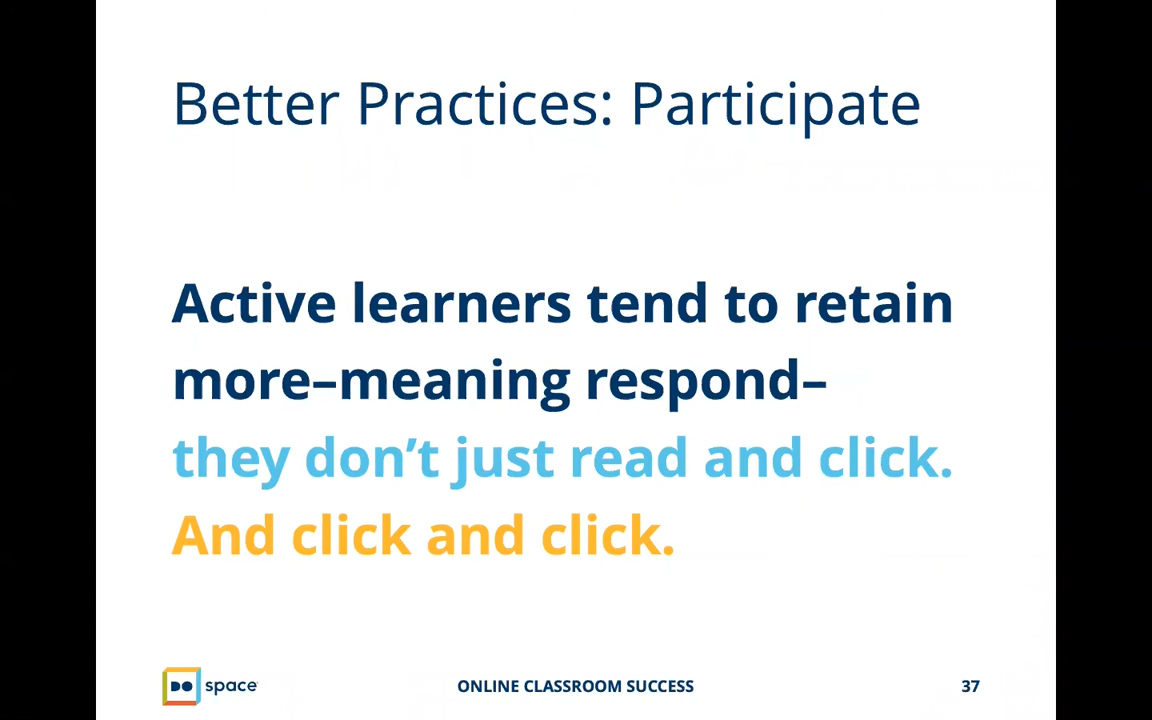 Better Practices: Participate
Active learners tend to retain
more–meaning respond–
they don’t just read and click.
And click and click.
DO space
ONLINE CLASSROOM SUCCESS
37